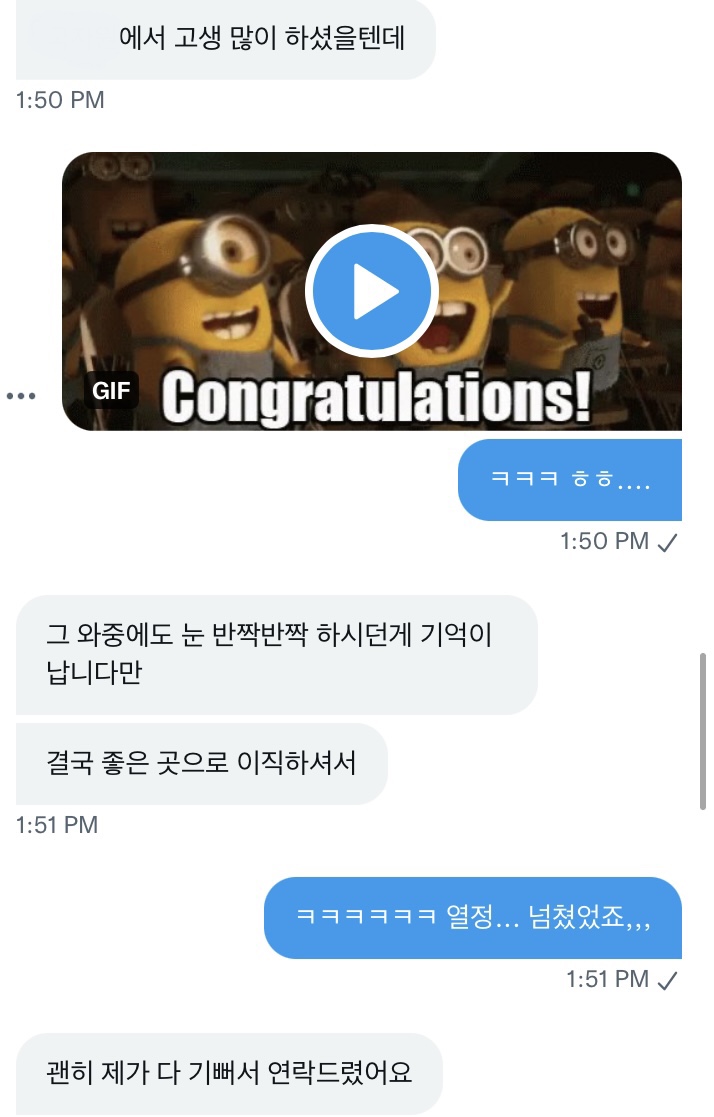 에서 고생 많이 하셨을텐데
1:50 PM
GIF
Congratulations!
ㅋㅋㅋ ㅎㅎ....
1:50 PM
그 와중에도 눈 반짝반짝 하시던게 기억이
납니다만
결국 좋은 곳으로 이직하셔서
1:51 PM
ㅋㅋㅋㅋㅋㅋ 열정... 넘쳤었죠,,,
1:51 PM
괜히 제가 다 기뻐서 연락드렸어요